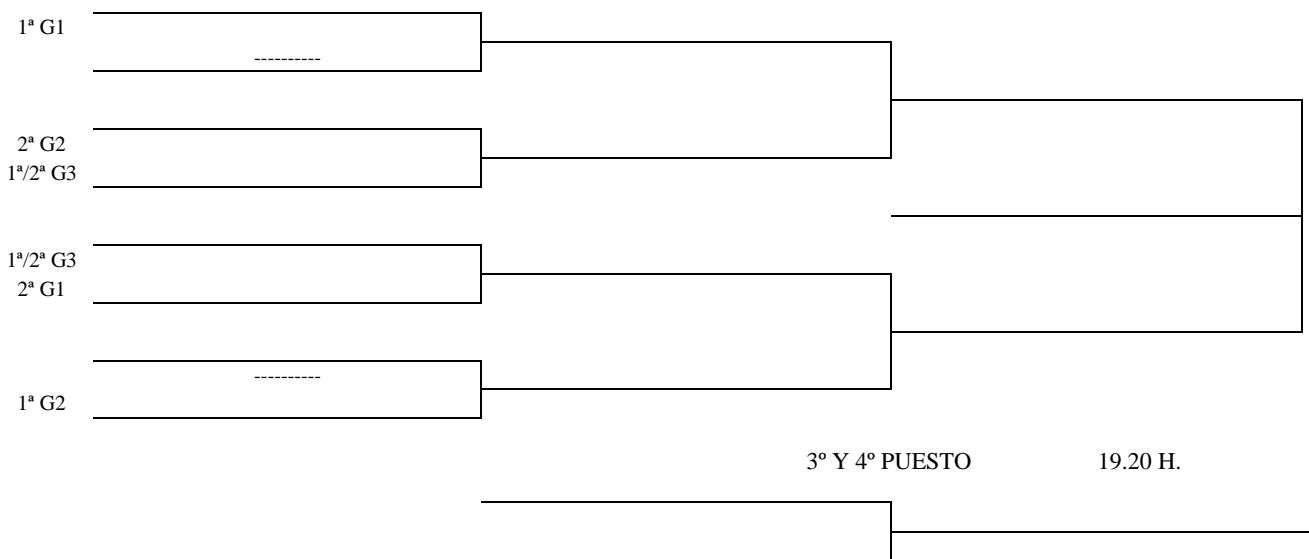 1ª G1
----------
2ª G2
1ª/2ª G3
1ª/2ª G3
2ª G1
----------
1ª G2
3º Y 4º PUESTO 19.20 H.